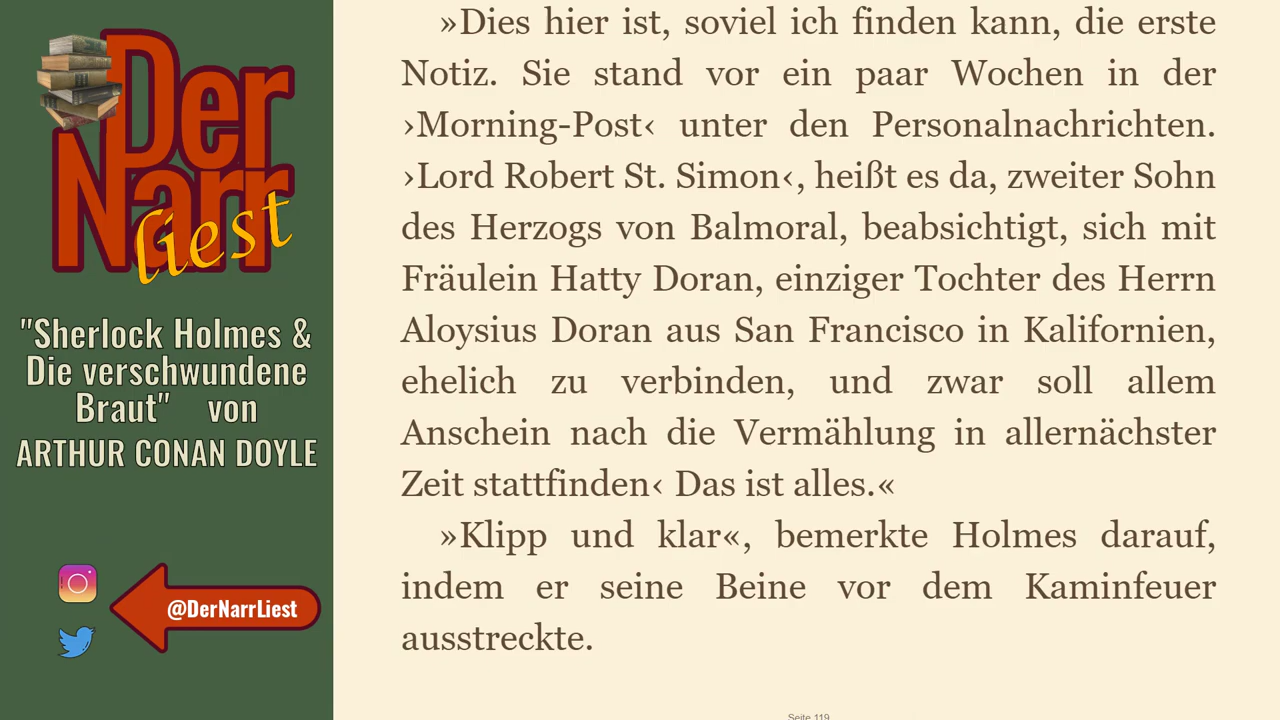 Der
Narr
liest
"Sherlock Holmes &
Die verschwundene
Braut" von
ARTHUR CONAN DOYLE
@DerNarrLiest
»Dies hier ist, soviel ich finden kann, die erste
Notiz. Sie stand vor ein paar Wochen in der
›Morning-Post‹ unter den Personalnachrichten.
›Lord Robert St. Simon‹, heißt es da, zweiter Sohn
des Herzogs von Balmoral, beabsichtigt, sich mit
Fräulein Hatty Doran, einziger Tochter des Herrn
Aloysius Doran aus San Francisco in Kalifornien,
ehelich zu verbinden, und zwar soll allem
Anschein nach die Vermählung in allernächster
Zeit stattfinden‹ Das ist alles.«
»Klipp und klar«, bemerkte Holmes darauf,
indem er seine Beine vor dem Kaminfeuer
ausstreckte.
Seite 119